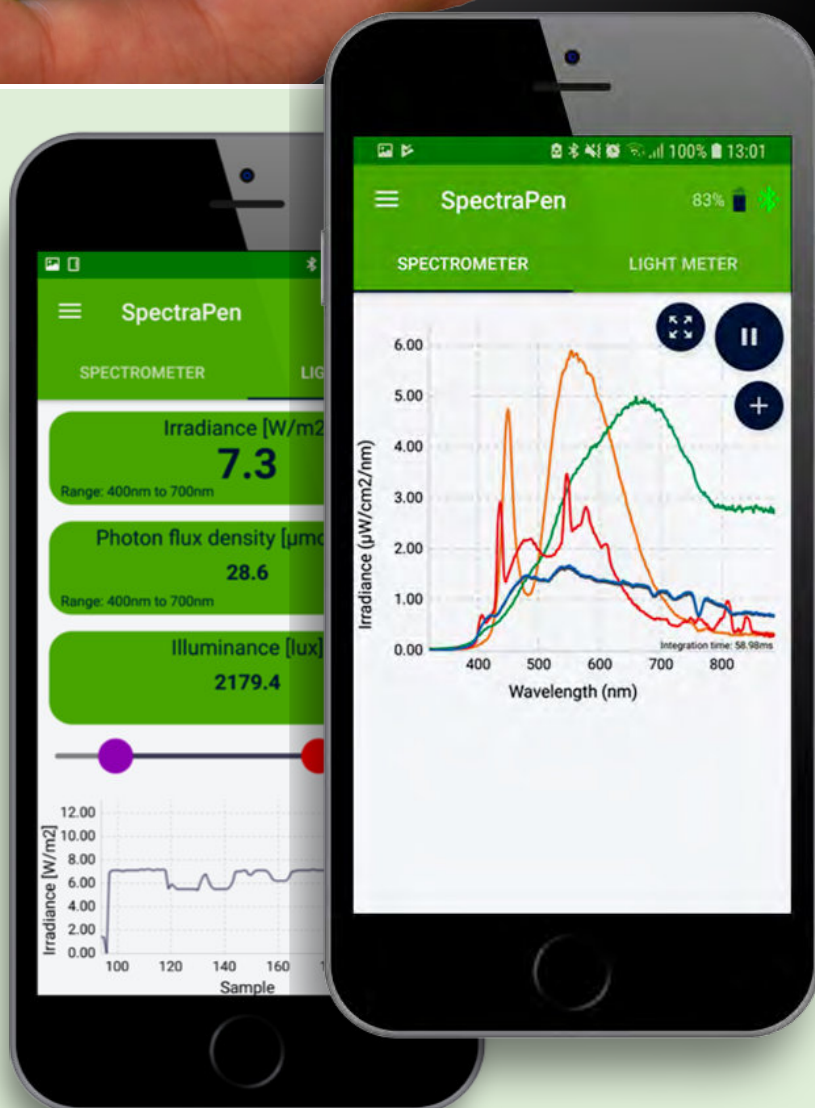 SpectraPen
SPECTROMETER
Irradiance [W/m2
7.3
Range: 400nm to 700nm
Photon flux density
28.6
Range: 400nm to 700nm
Illuminance [lux]
2179.4
12.00
10.00
8.00
6.00
4.00
2.00
0.00
Irradiance [W/m2]
100 120 140 160
Sample
100% 13:01
SpectraPen 83%
SPECTROMETER LIGHT METER
6.00
5.00
4.00
3.00
2.00
1.00
0.00
Irradiance (µW/cm2/nm)
Integration time: 58.98ms
400 500 600 700 800
Wavelength (nm)